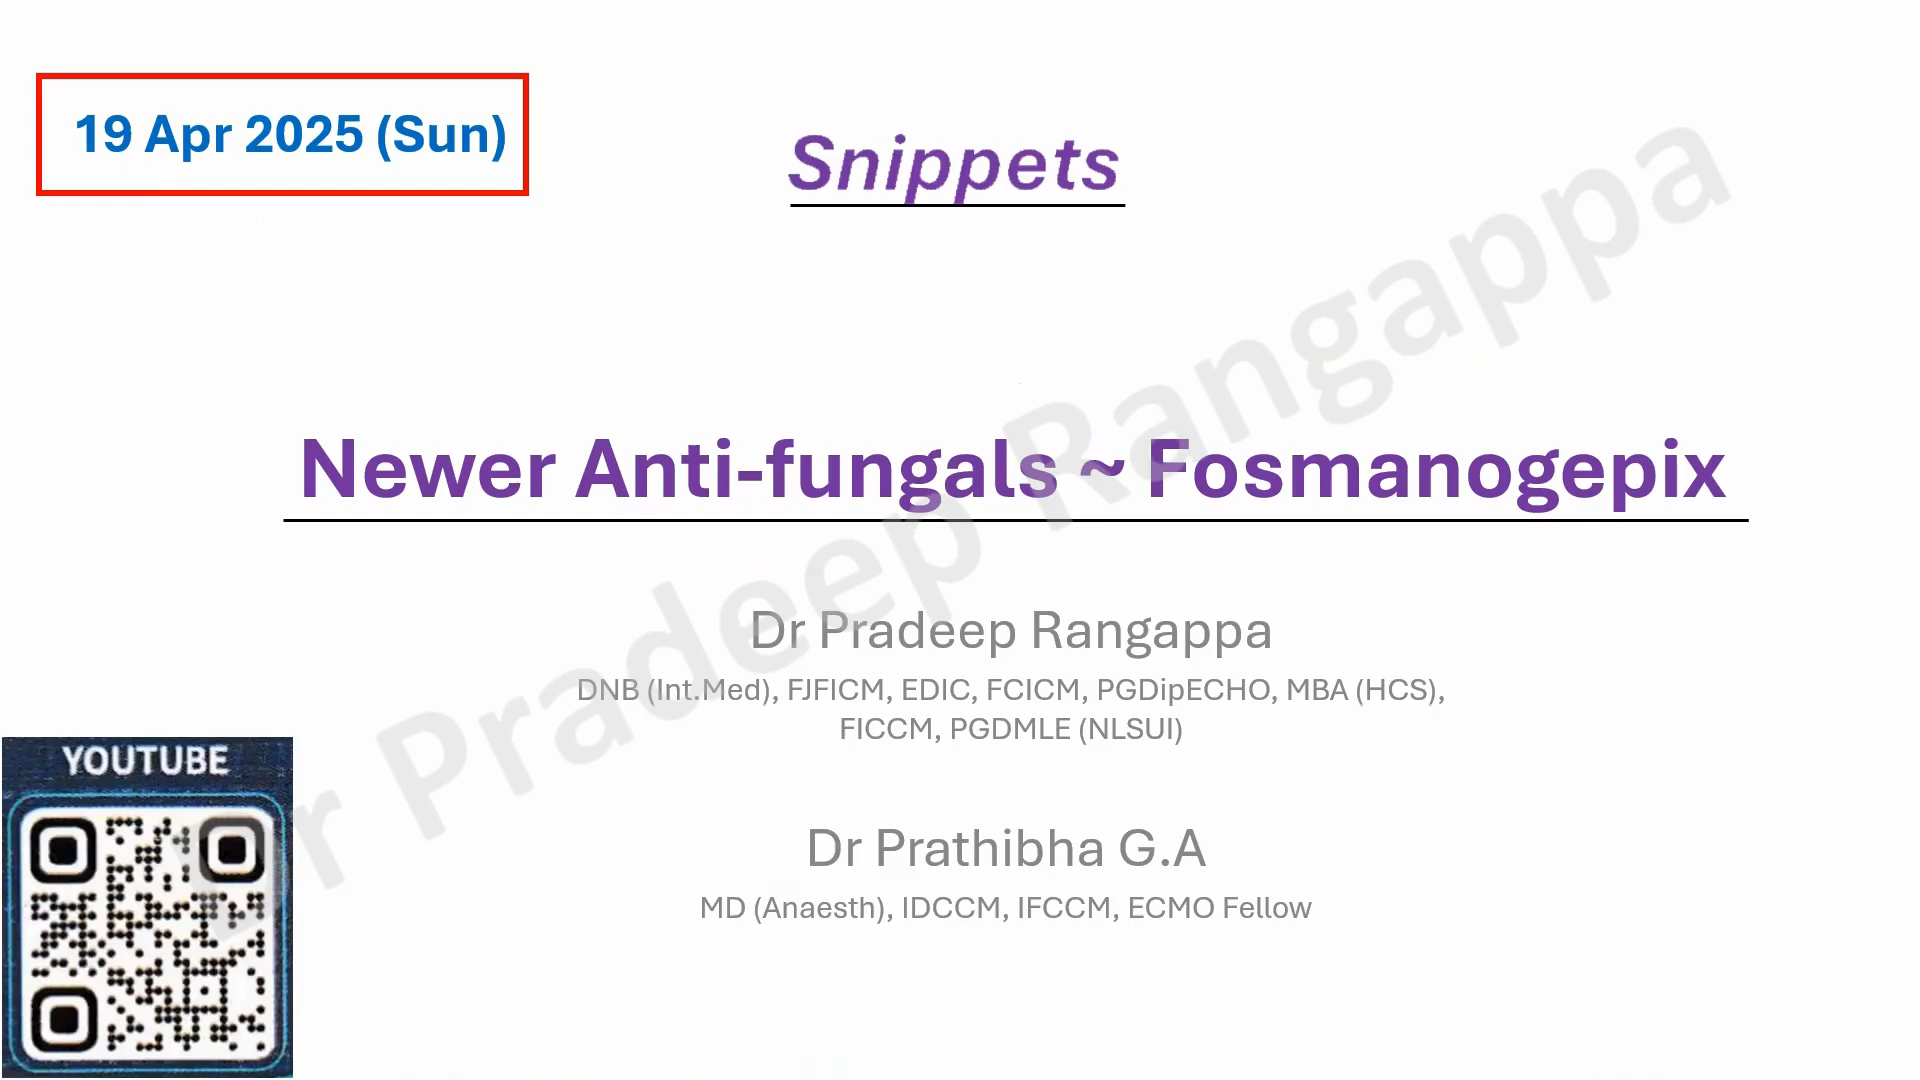 19 Apr 2025 (Sun)
Snippets
Newer Anti-fungals ~ Fosmanogepix
Dr Pradeep Rangappa
DNB (Int.Med), FJFICM, EDIC, FCICM, PGDipECHO, MBA (HCS),
FICCM, PGDMLE (NLSUI)
Dr Prathibha G.A
MD (Anaesth), IDCCM, IFCCM, ECMO Fellow
YOUTUBE
Dr Pradeep Rangappa